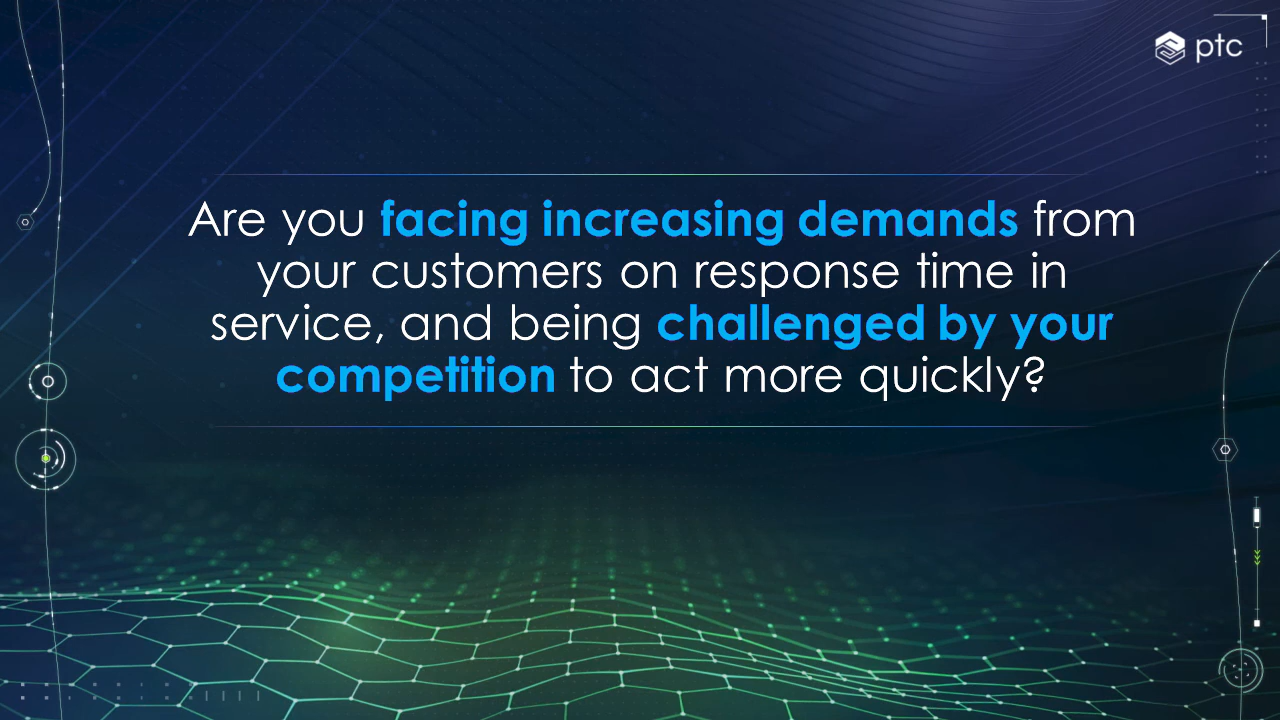 ptc
Are you facing increasing demands from
your customers on response time in
service, and being challenged by your
competition to act more quickly?